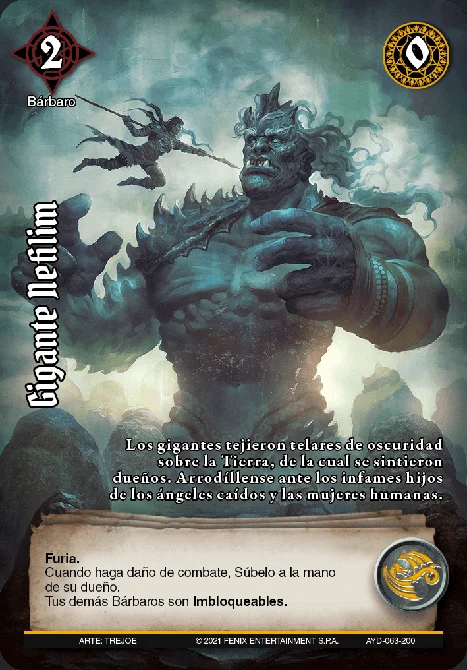 2
0
Bárbaro
Gigante Nefilim
Los gigantes tejieron telares de oscuridad
sobre la Tierra, de la cual se sintieron
dueños. Arrodíllense ante los infames hijos
de los ángeles caídos y las mujeres humanas.
Furia.
Cuando haga daño de combate, Súbelo a la mano
de su dueño.
Tus demás Bárbaros son Imbloqueables.
ARTE: TREJOE © 2021 FENIX ENTERTAINMENT S.P.A. AYD-063-200